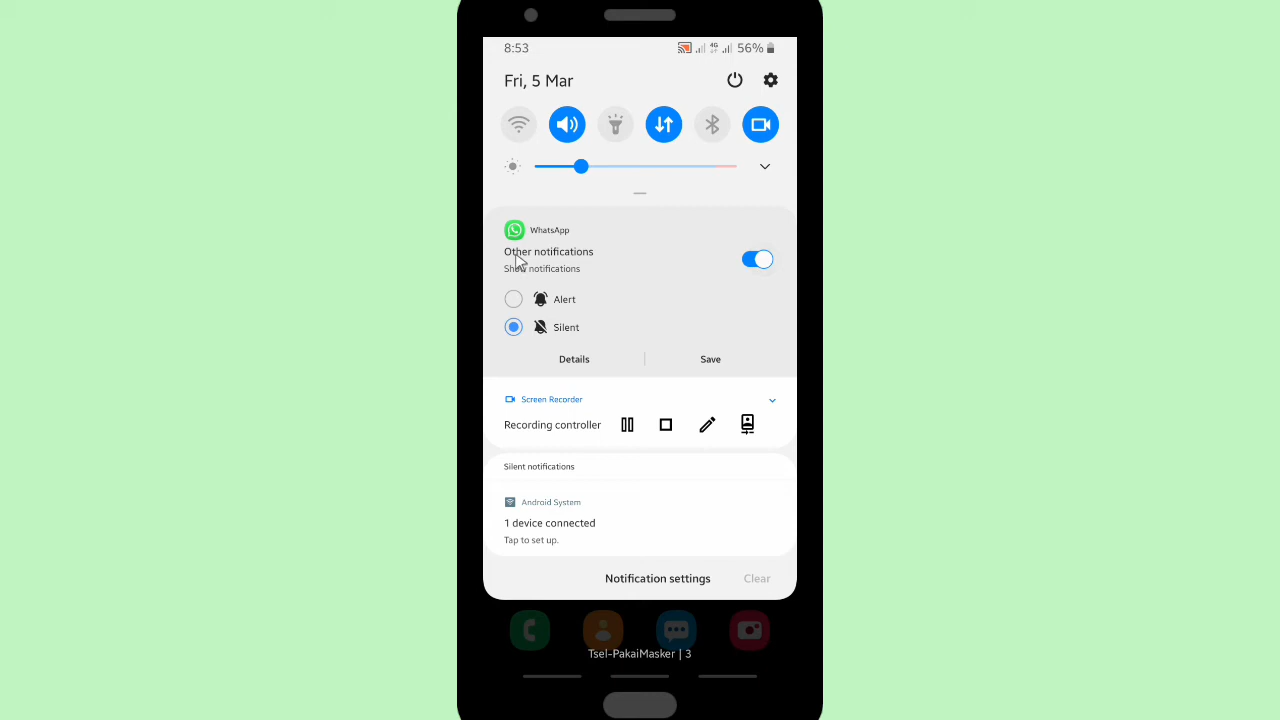 8:53 4G 56%
Fri, 5 Mar
WhatsApp
Other notifications
Show notifications
Alert
Silent
Details Save
Screen Recorder
Recording controller
Silent notifications
Android System
1 device connected
Tap to set up.
Notification settings Clear
Tsel-PakaiMasker | 3